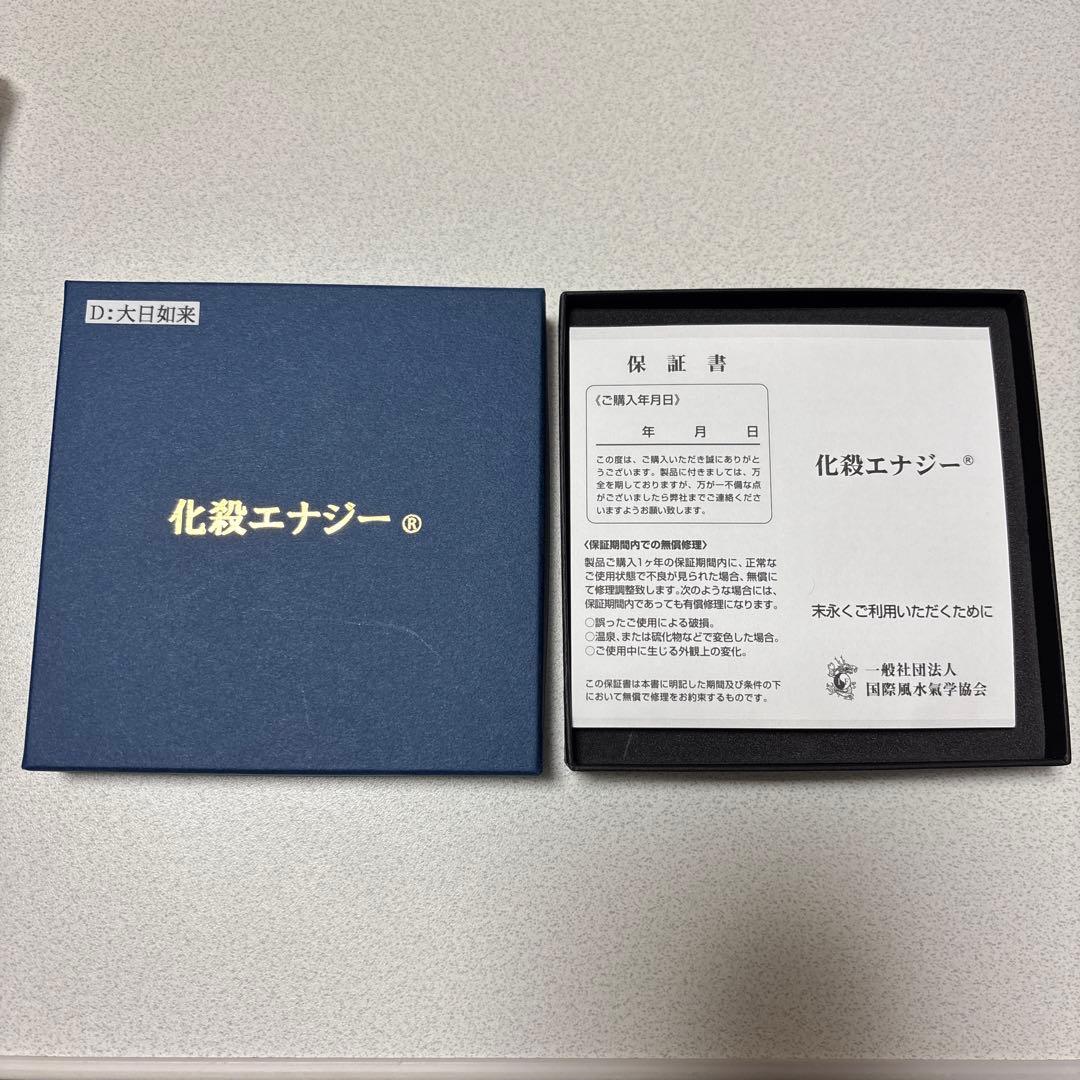 D:大日如来
化殺エナジー®
保証書
《ご購入年月日》
年 月 日
この度は、ご購入いただき誠にありがと
うございます。製品に付きましては、万
全を期しておりますが、万が一不備な点
がございましたら弊社までご連絡くださ
いますようお願い致します。
〈保証期間内での無償修理〉
製品ご購入1ヶ年の保証期間内に、正常な
ご使用状態で不良が見られた場合、無償に
て修理調整致します。次のような場合には、
保証期間内であっても有償修理になります。
○誤ったご使用による破損。
○温泉、または硫化物などで変色した場合。
○ご使用中に生じる外観上の変化。
この保証書は本書に明記した期間及び条件の下
において無償で修理をお約束するものです。
化殺エナジー®
末永くご利用いただくために
一般社団法人
国際風水氣学協会